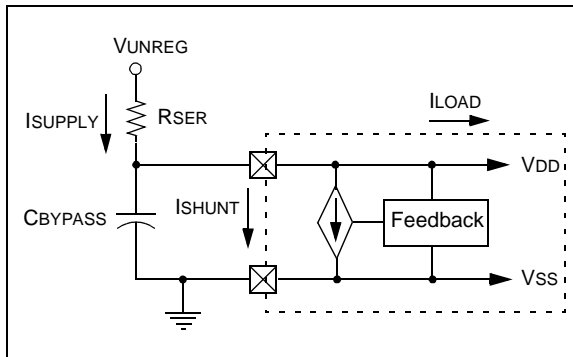 VUNREG
ISUPPLY
RSER
ILOAD
VDD
CBYPASS
ISHUNT
Feedback
VSS